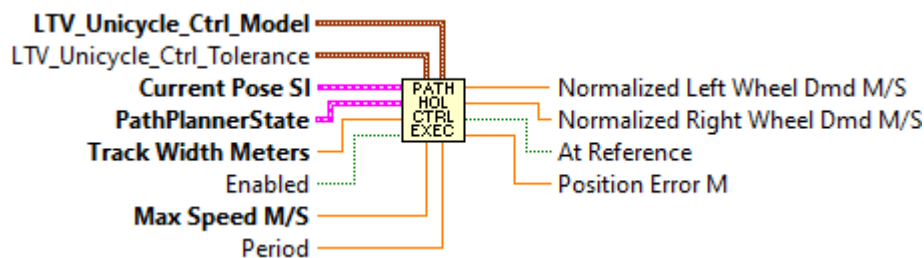 LTV_Unicycle_Ctrl_Model
LTV_Unicycle_Ctrl_Tolerance
Current Pose SI
PathPlannerState
Track Width Meters
Enabled
Max Speed M/S
Period
PATH
HOL
CTRL
EXEC
Normalized Left Wheel Dmd M/S
Normalized Right Wheel Dmd M/S
At Reference
Position Error M